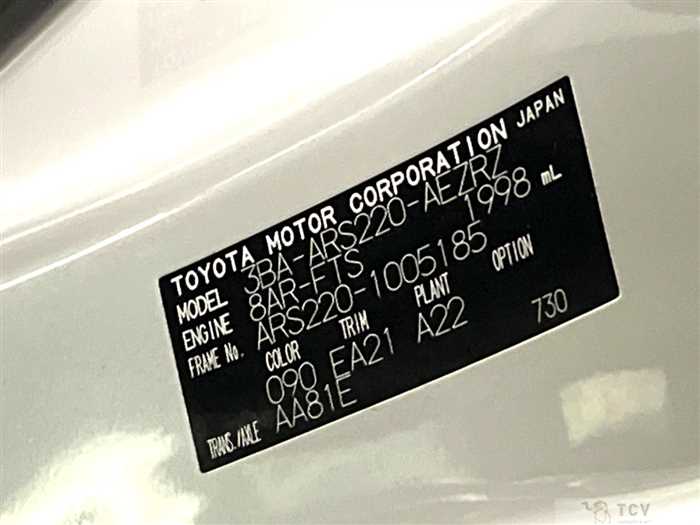 TOYOTA MOTOR CORPORATION JAPAN
MODEL 3BA-ARS220-AEZRZ
ENGINE 8AR-FTS 1998 mL
FRAME No. ARS220-1005185
COLOR TRIM PLANT OPTION
090 EA21 A22 730
TRANS./AXLE AA81E
TCV